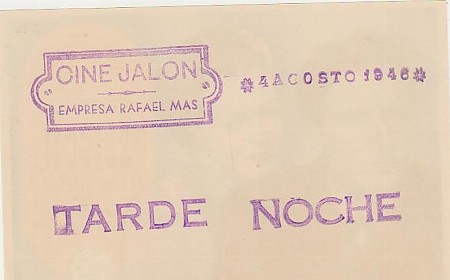 CINE JALON
EMPRESA RAFAEL MAS
*4 AGOSTO 1946*
TARDE NOCHE